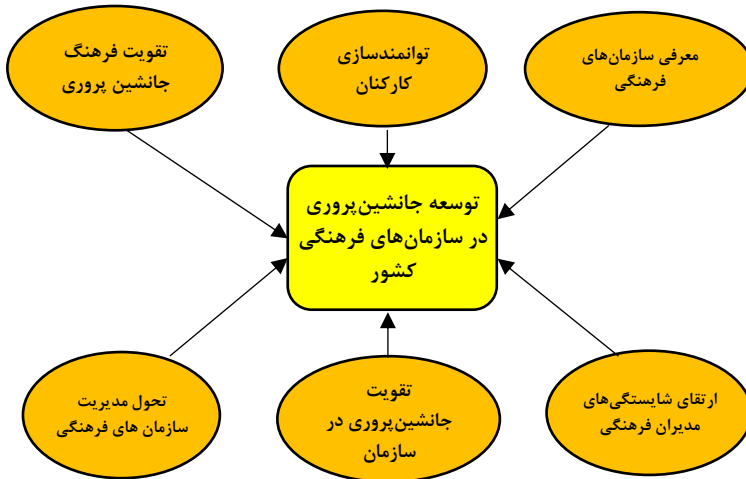 معرفی سازمان‌های
فرهنگی
توانمندسازی
کارکنان
تقویت فرهنگ
جانشین پروری
توسعه جانشین‌پروری
در سازمان‌های فرهنگی
کشور
ارتقای شایستگی‌های
مدیران فرهنگی
تقویت
جانشین‌پروری در
سازمان
تحول مدیریت
سازمان های فرهنگی